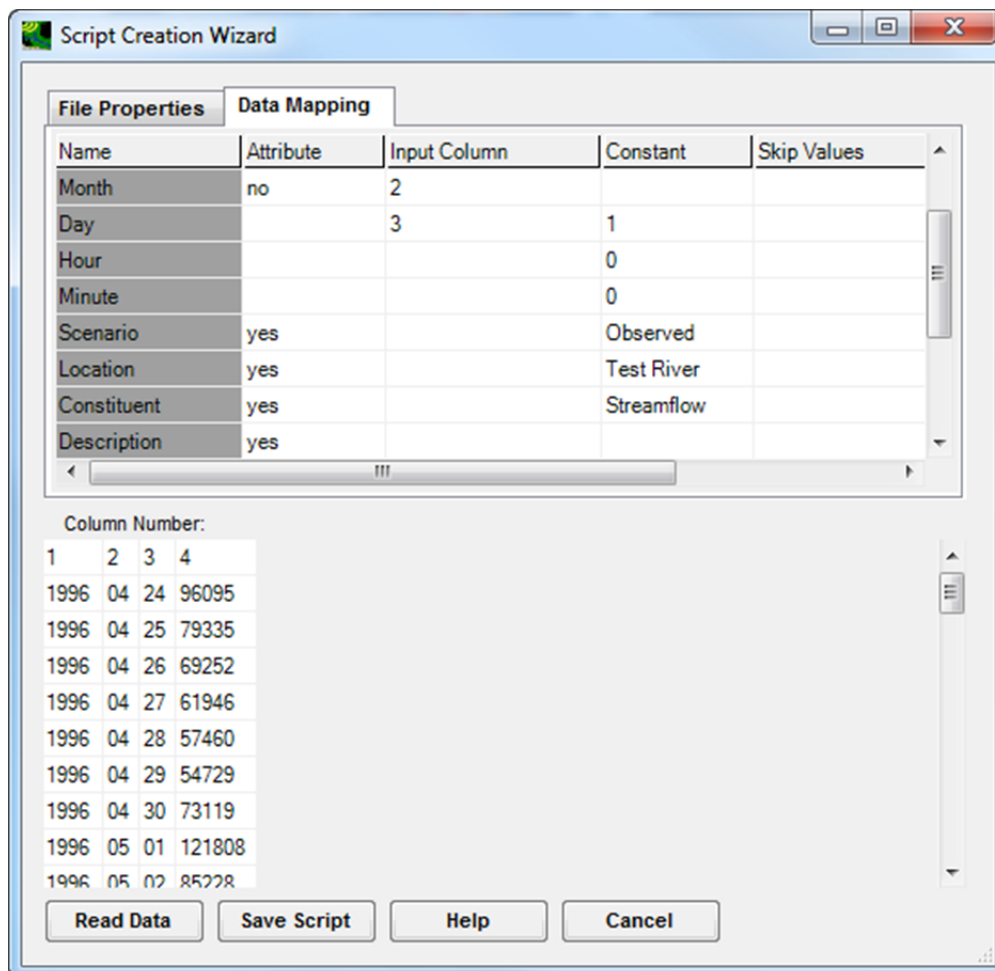 Script Creation Wizard
File Properties Data Mapping
Name Attribute Input Column Constant Skip Values
Month no 2
Day 3 1
Hour 0
Minute 0
Scenario yes Observed
Location yes Test River
Constituent yes Streamflow
Description yes
Column Number:
1 2 3 4
1996 04 24 96095
1996 04 25 79335
1996 04 26 69252
1996 04 27 61946
1996 04 28 57460
1996 04 29 54729
1996 04 30 73119
1996 05 01 121808
1996 05 02 85228
Read Data Save Script Help Cancel